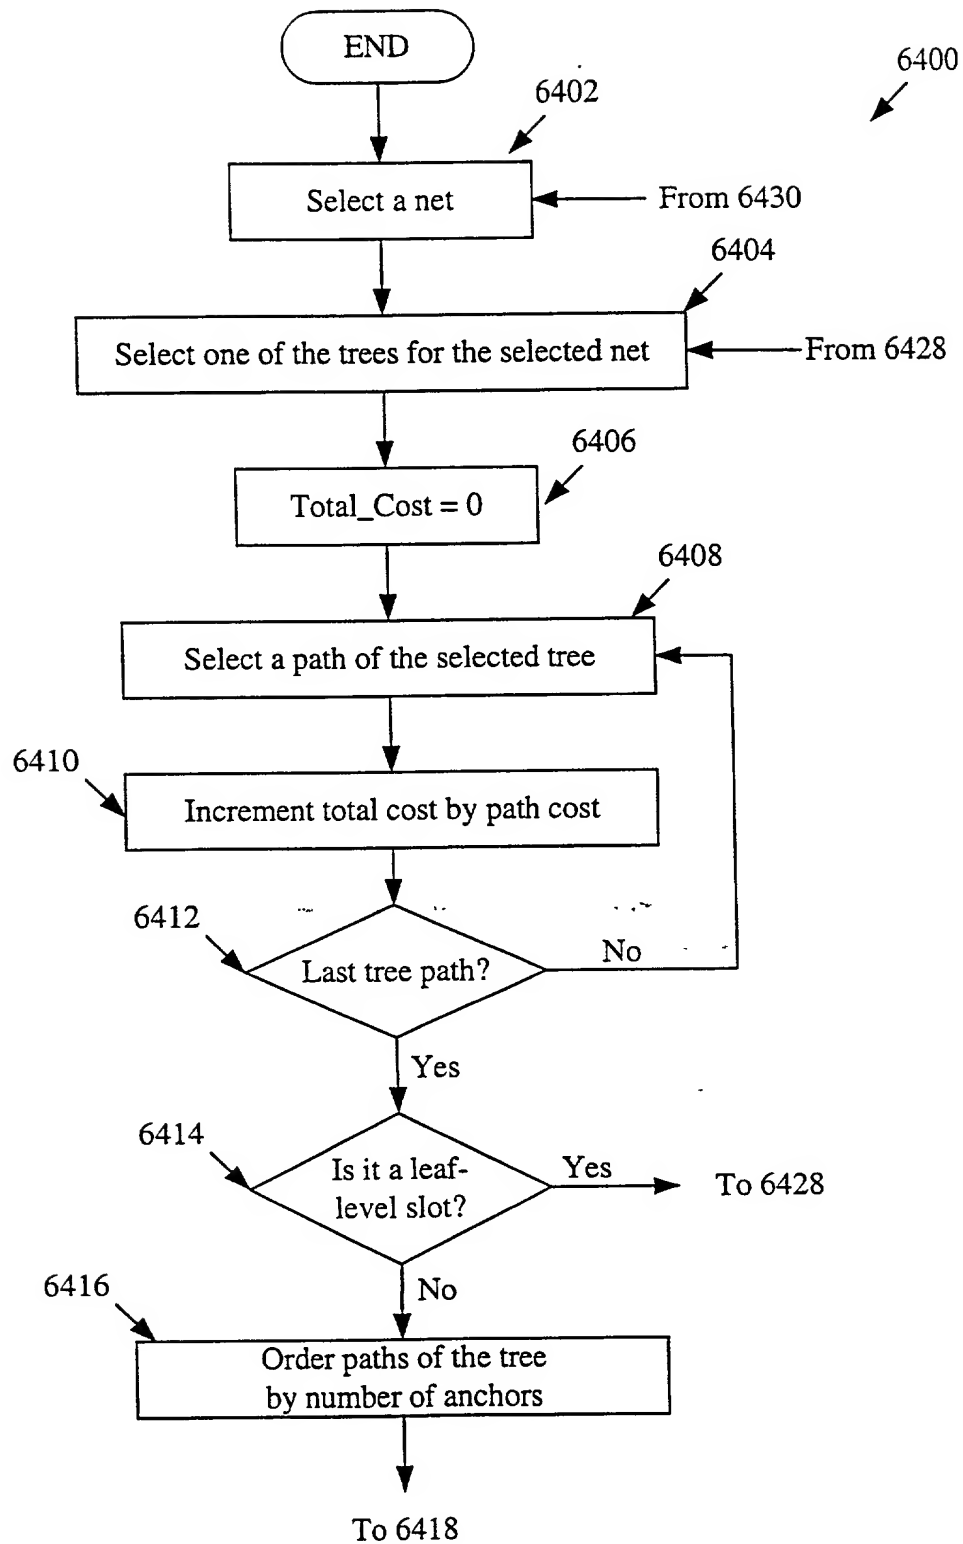 END
6400
6402
Select a net
From 6430
6404
Select one of the trees for the selected net
From 6428
6406
Total_Cost = 0
6408
Select a path of the selected tree
6410
Increment total cost by path cost
6412
Last tree path?
No
Yes
6414
Is it a leaf-
level slot?
Yes
To 6428
No
6416
Order paths of the tree
by number of anchors
To 6418